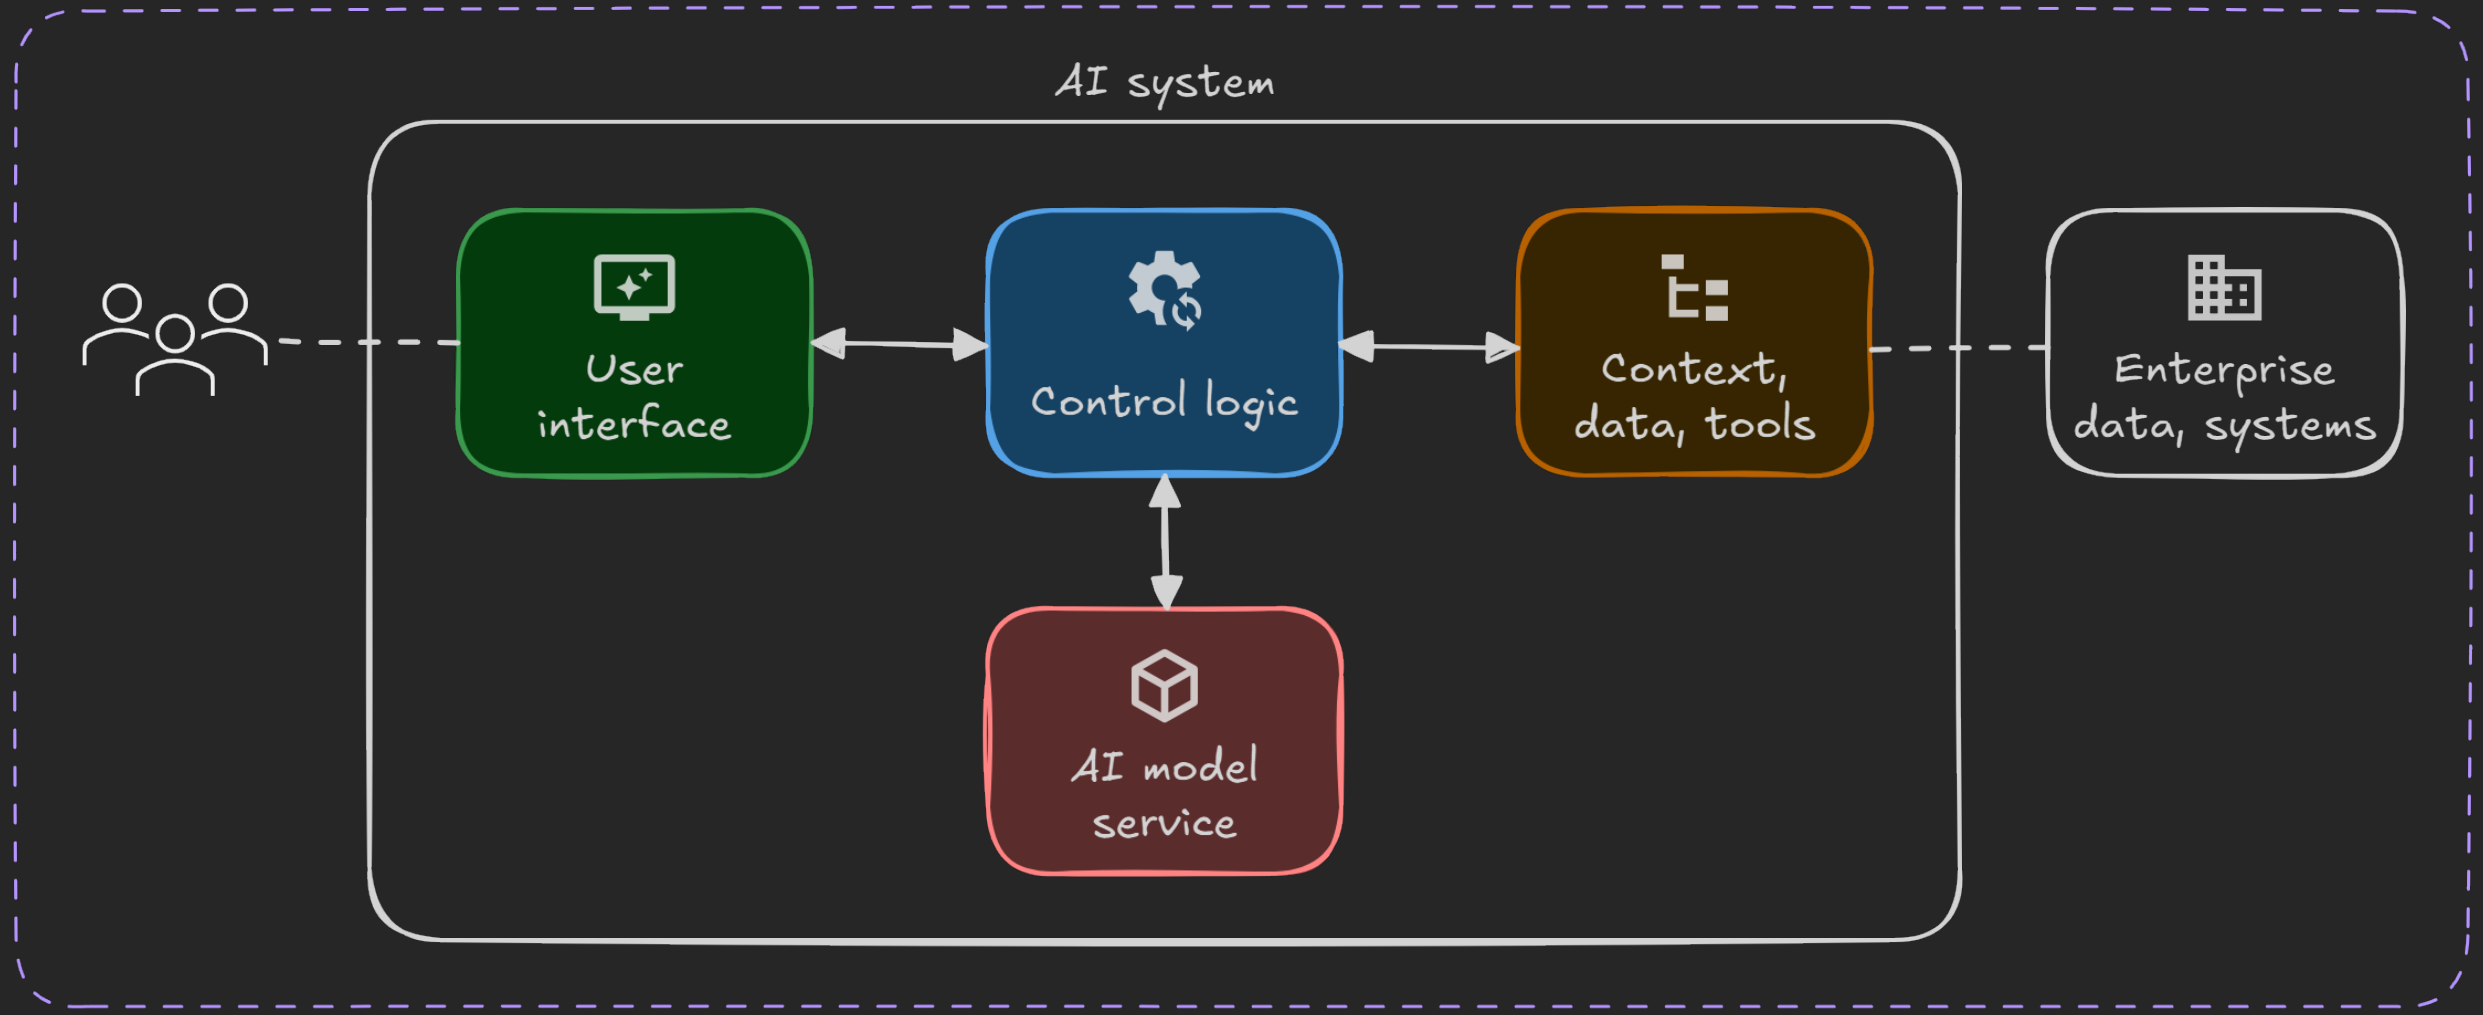 AI system
User
interface
Control logic
Context,
data, tools
Enterprise
data, systems
AI model
service